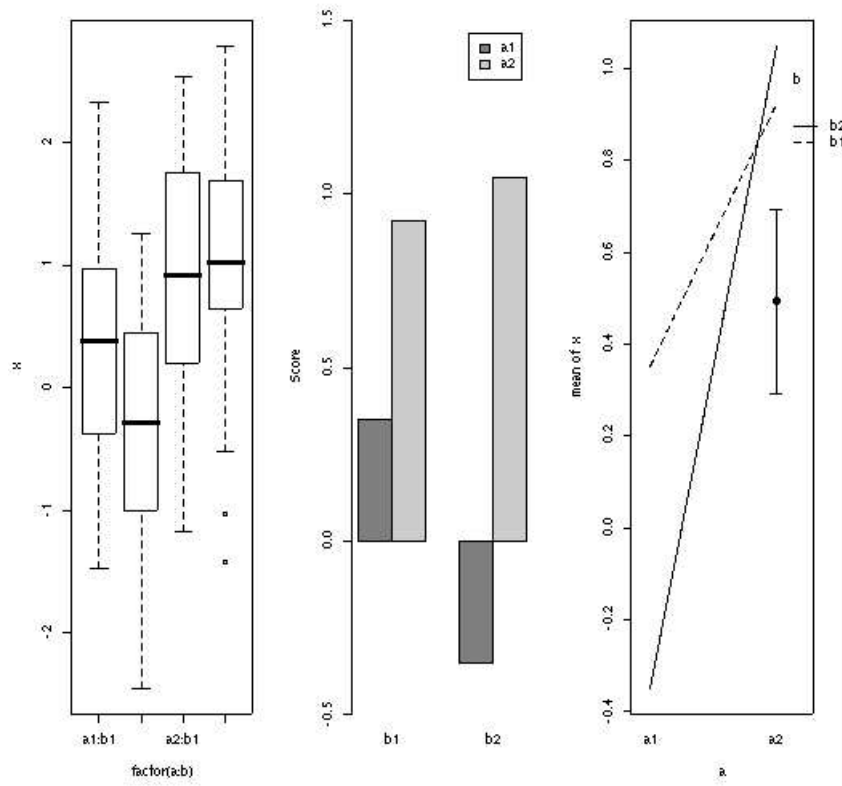 x
2
1
0
-1
-2
a1:b1 a2:b1
factor(a:b)
Score
1.5
1.0
0.5
0.0
-0.5
a1
a2
b1 b2
mean of x
1.0
0.8
0.6
0.4
0.2
0.0
-0.2
-0.4
b
b2
b1
a1 a2
a